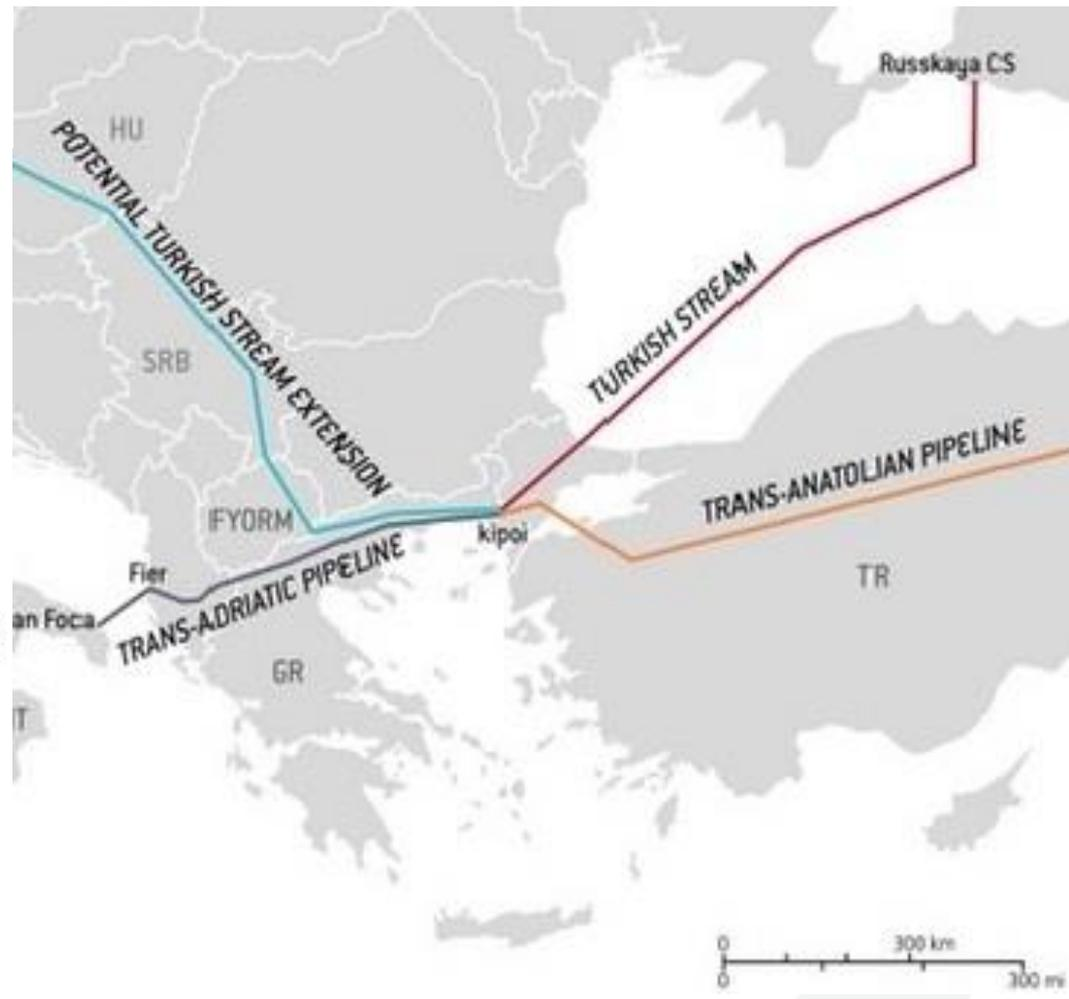 Russkaya CS
HU
POTENTIAL TURKISH STREAM EXTENSION
TURKISH STREAM
SRB
TRANS-ANATOLIAN PIPELINE
IFYORM
kipoi
TR
Fier
TRANS-ADRIATIC PIPELINE
an Foca
GR
IT
0 300 km
0 300 mi